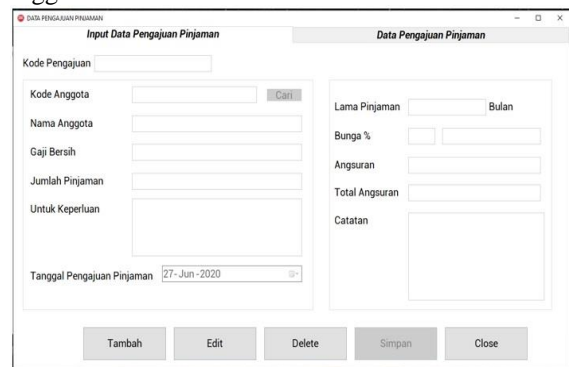 DATA PENGAJUAN PINJAMAN
Input Data Pengajuan Pinjaman
Data Pengajuan Pinjaman
Kode Pengajuan
Kode Anggota
Cari
Nama Anggota
Gaji Bersih
Jumlah Pinjaman
Untuk Keperluan
Tanggal Pengajuan Pinjaman 27-Jun-2020
Lama Pinjaman
Bulan
Bunga %
Angsuran
Total Angsuran
Catatan
Tambah
Edit
Delete
Simpan
Close